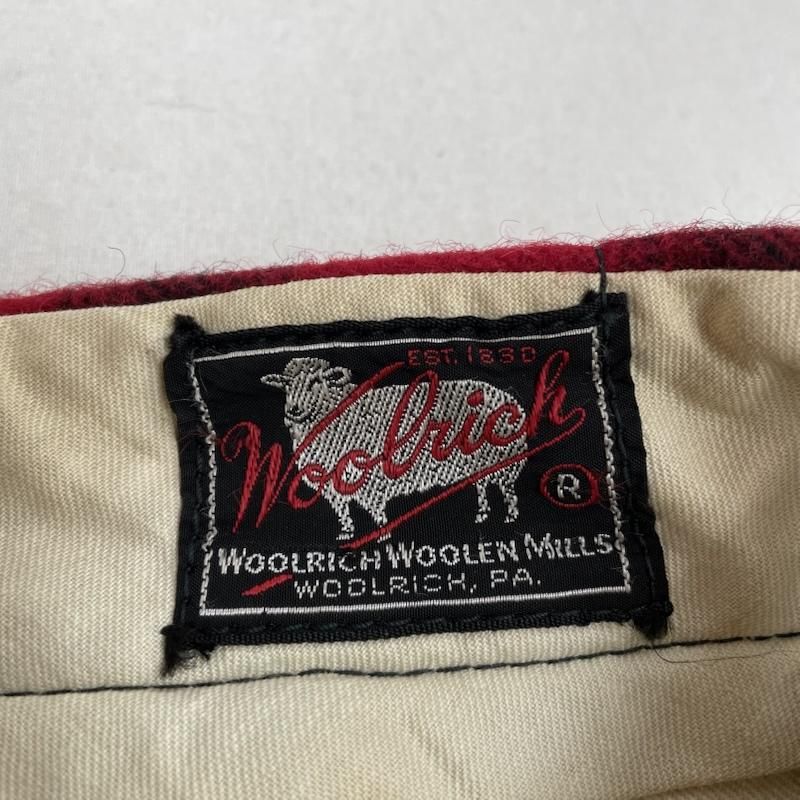 EST. 1830
Woolrich
R
WOOLRICH WOOLEN MILLS
WOOLRICH, PA.